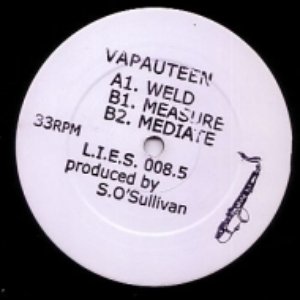 VAPAUTEEN
A1. WELD
B1. MEASURE
B2. MEDIATE
33RPM
L.I.E.S. 008.5
produced by
S.O'Sullivan